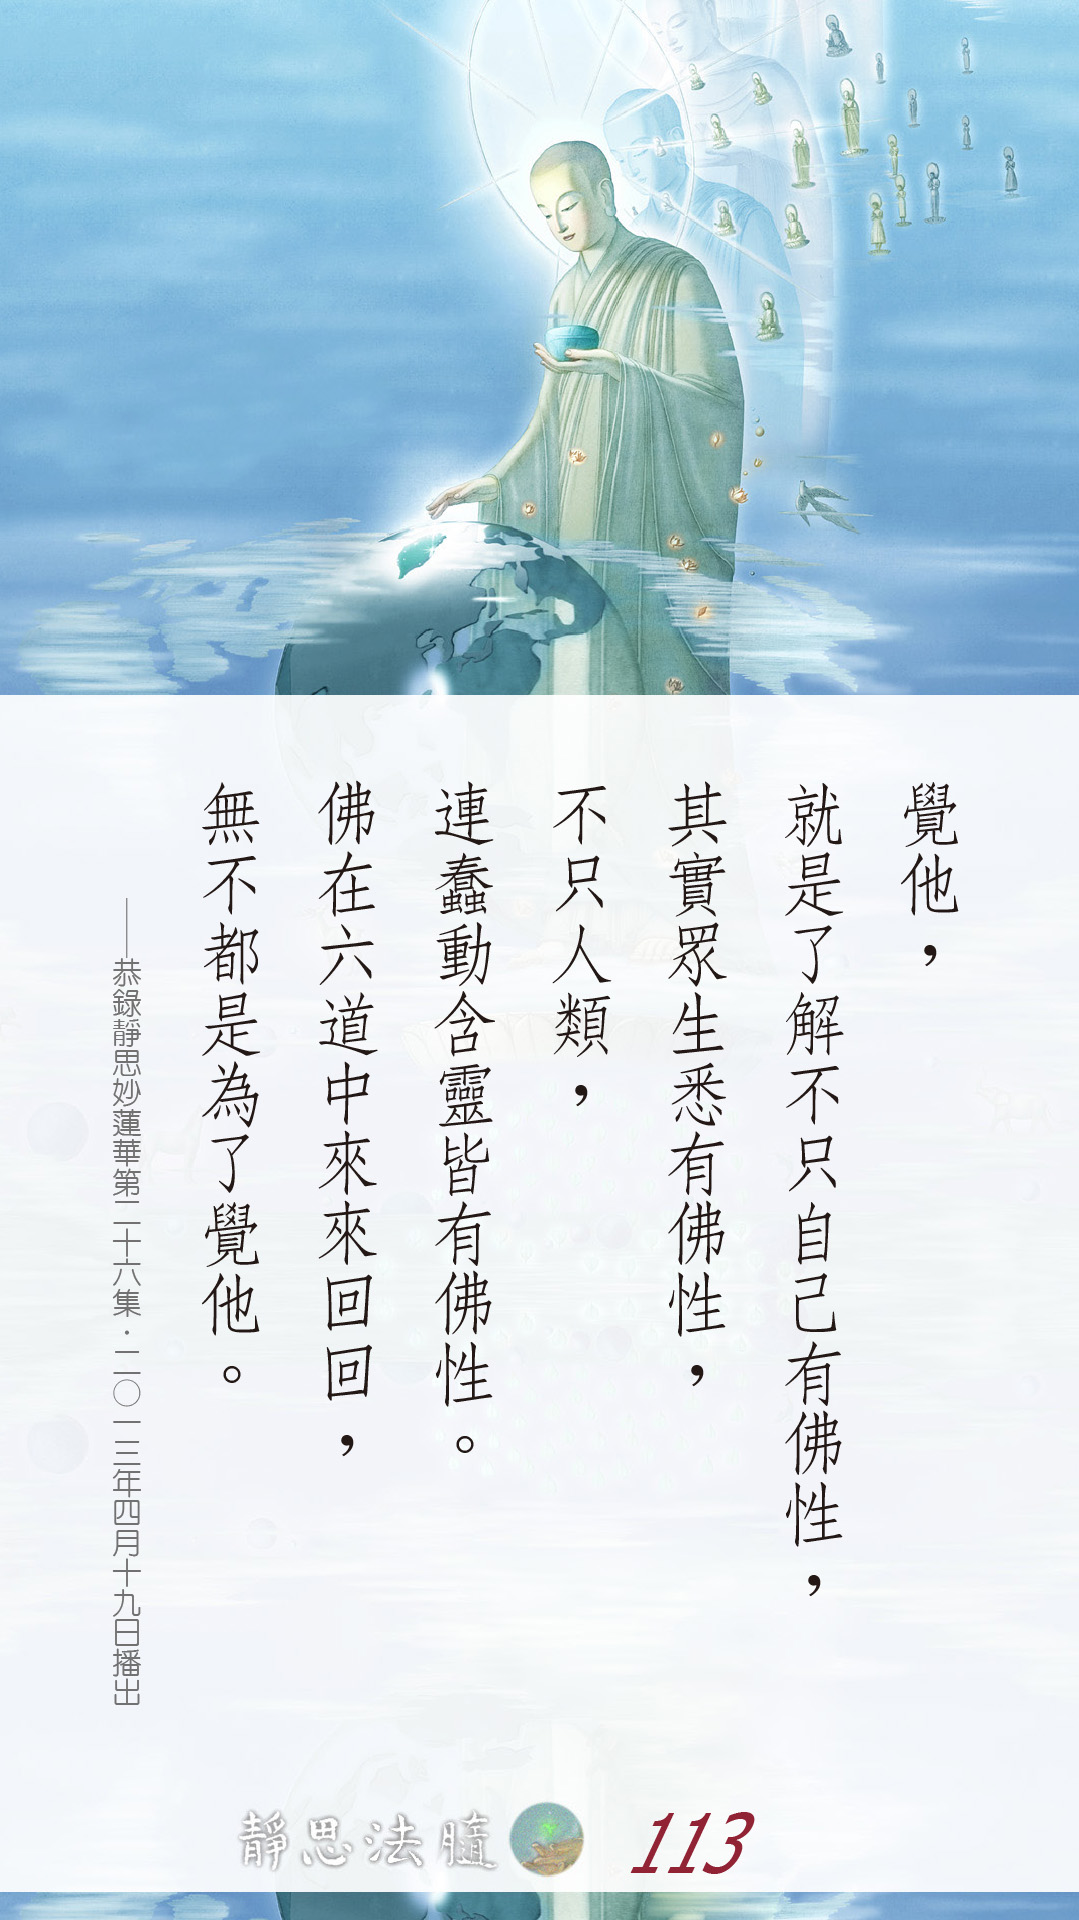 覺他，
就是了解不只自己有佛性，
其實眾生悉有佛性，
不只人類，
連蠢動含靈皆有佛性。
佛在六道中來來回回，
無不都是為了覺他。
——恭錄靜思妙蓮華第二十六集·二〇一三年四月十九日播出
靜思法髓
113